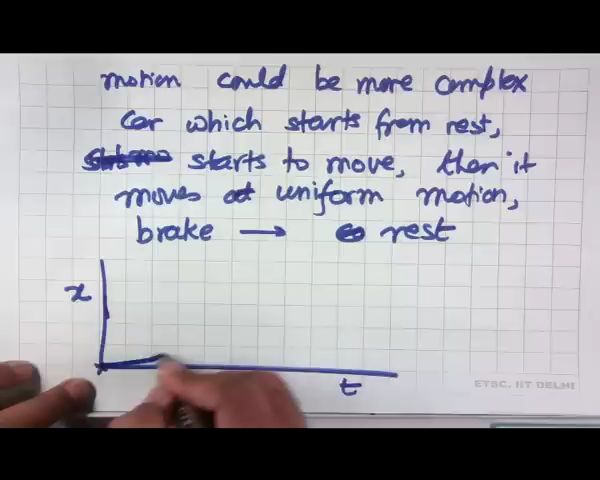 motion could be more complex
Car which starts from rest,
starts to move, then it
moves at uniform motion,
brake → rest
x
t
ETSC, IIT DELHI